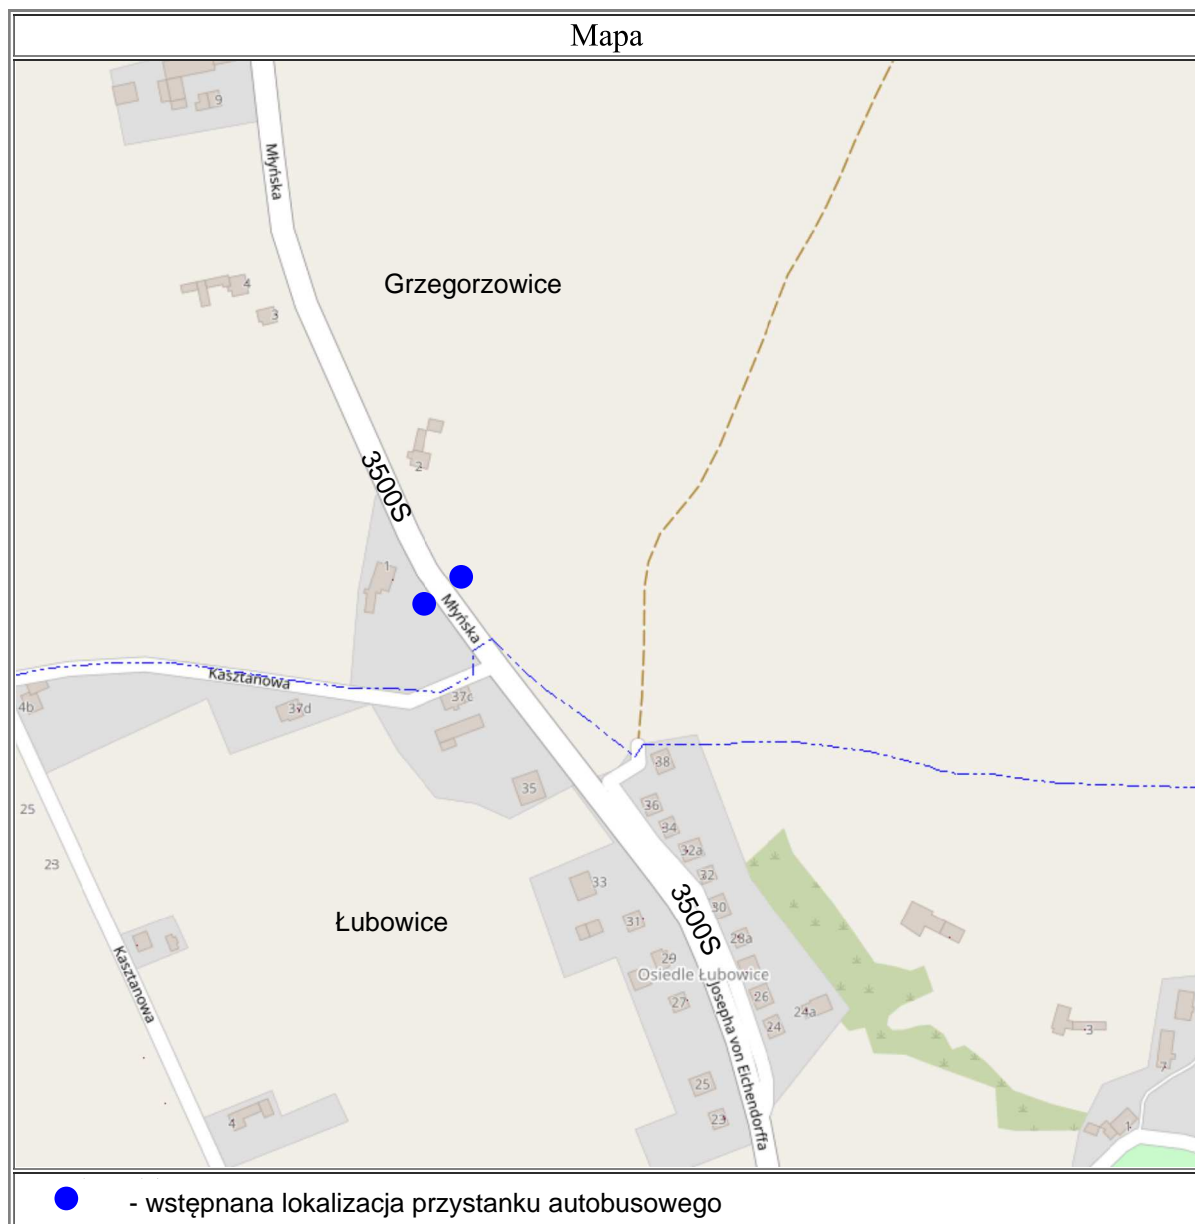 Mapa
9
Młyńska
Grzegorzowice
4
3
3500S
2
1
Młyńska
Kasztanowa
37c
4b
37d
38
35
36
25
34
32a
23
32
33
30
3500S
31
Łubowice
28a
29
Osiedle Łubowice
Kasztanowa
26
27
24a
24
Josepha von Eichendorffa
3
7
25
4
23
1
- wstępnana lokalizacja przystanku autobusowego